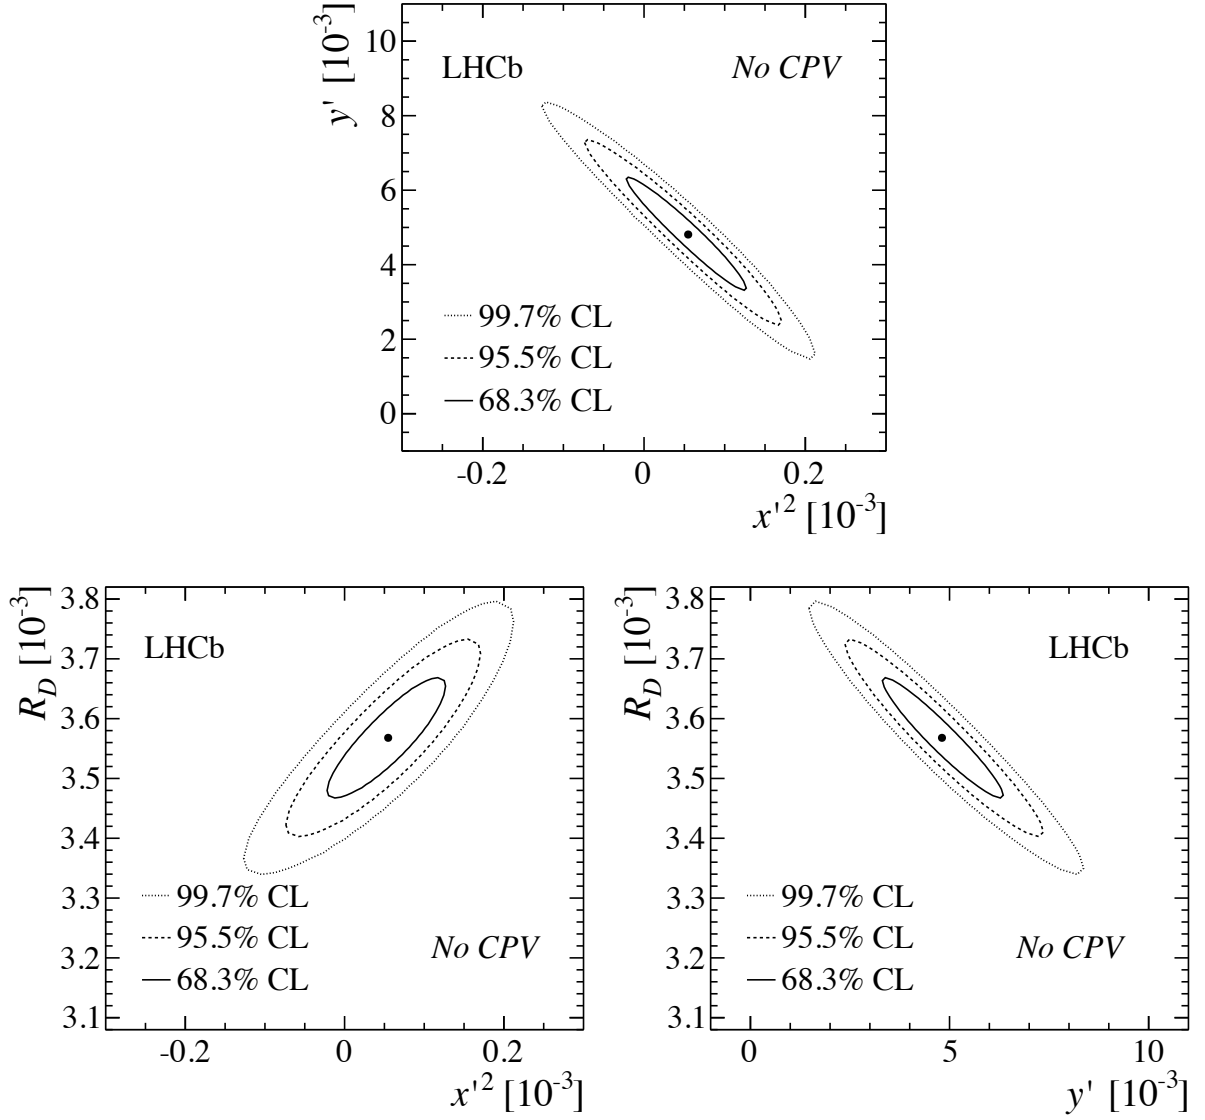 y' [10⁻³]
10
8
6
4
2
0
LHCb
No CPV
99.7% CL
95.5% CL
68.3% CL
-0.2 0 0.2
x'² [10⁻³]
R_D [10⁻³]
3.8
3.7
3.6
3.5
3.4
3.3
3.2
3.1
LHCb
99.7% CL
95.5% CL
68.3% CL
No CPV
-0.2 0 0.2
x'² [10⁻³]
R_D [10⁻³]
3.8
3.7
3.6
3.5
3.4
3.3
3.2
3.1
LHCb
99.7% CL
95.5% CL
68.3% CL
No CPV
0 5 10
y' [10⁻³]